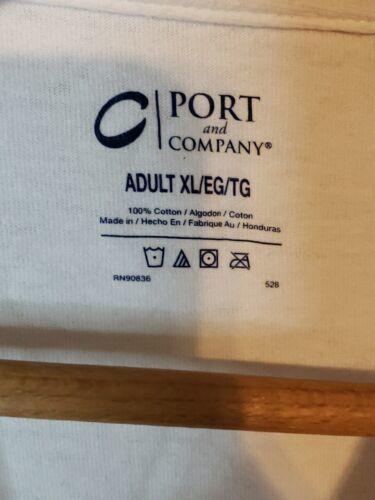 PORT
and
COMPANY®
ADULT XL/EG/TG
100% Cotton / Algodon / Coton
Made in / Hecho En / Fabrique Au / Honduras
RN90836
528